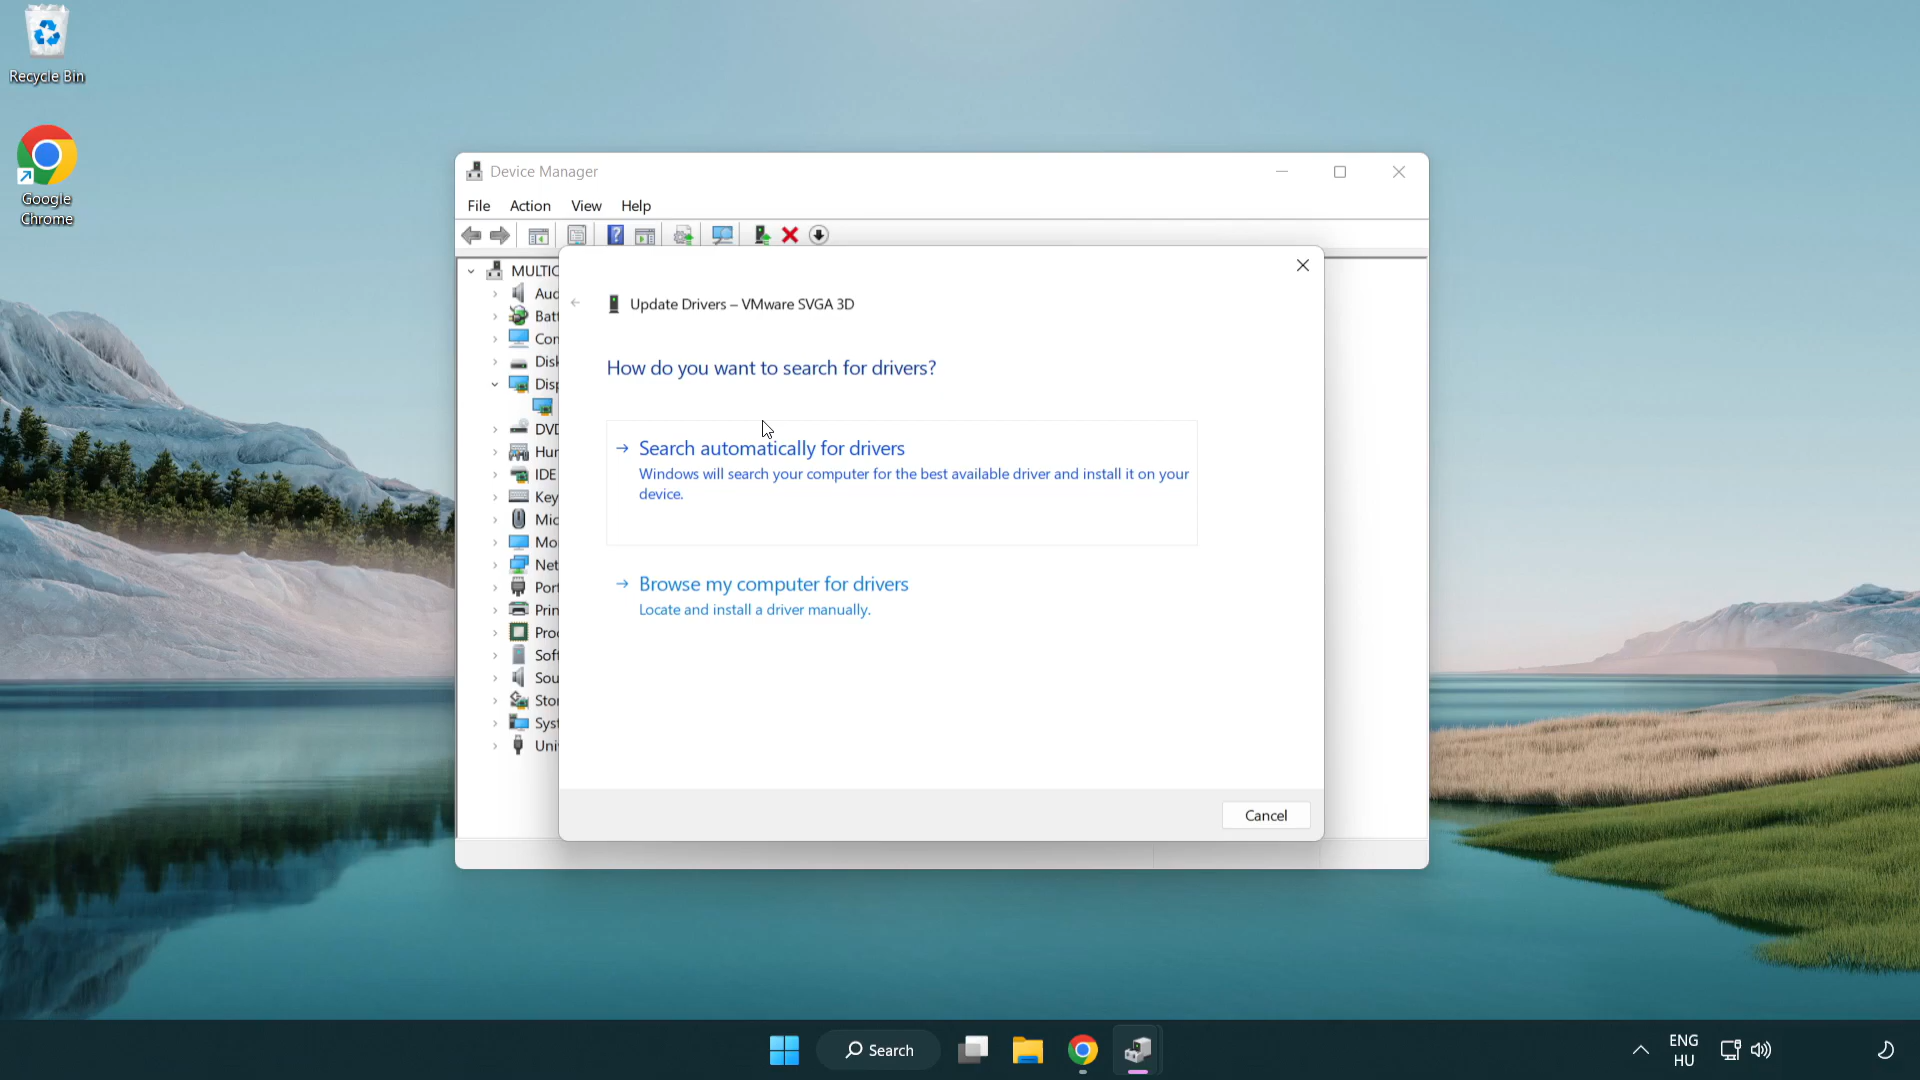 Recycle Bin
Google
Chrome
Device Manager
File Action View Help
MULTIC
Aud
Batt
Con
Disk
Disp
DVD
Hur
IDE
Key
Mic
Mo
Net
Port
Prin
Proc
Soft
Sou
Stor
Syst
Uni
Update Drivers – VMware SVGA 3D
How do you want to search for drivers?
Search automatically for drivers
Windows will search your computer for the best available driver and install it on your
device.
Browse my computer for drivers
Locate and install a driver manually.
Cancel
Search
ENG
HU